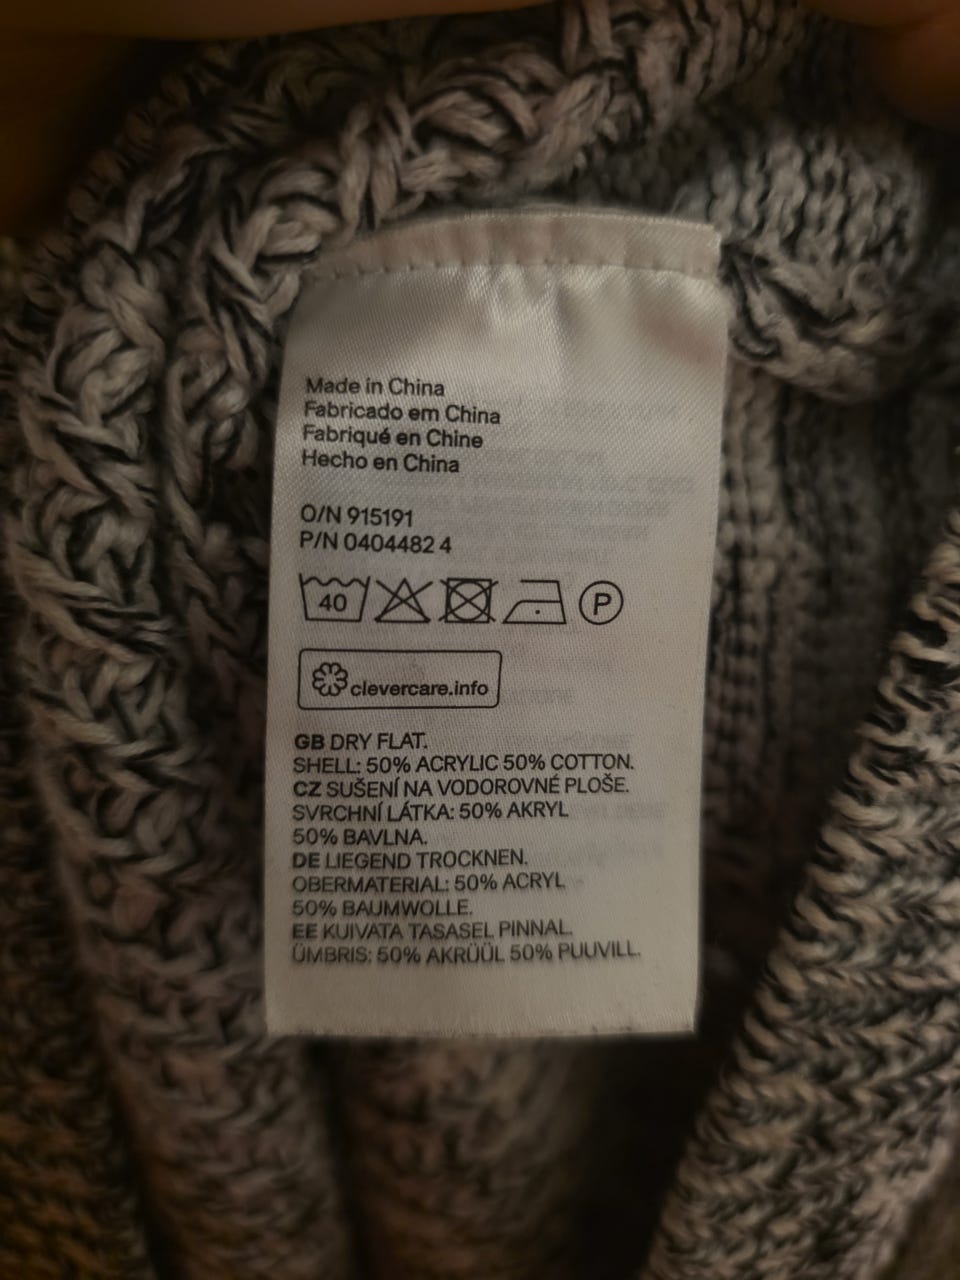 Made in China
Fabricado em China
Fabriqué en Chine
Hecho en China
O/N 915191
P/N 0404482 4
40 P
clevercare.info
GB DRY FLAT.
SHELL: 50% ACRYLIC 50% COTTON.
CZ SUŠENÍ NA VODOROVNÉ PLOŠE.
SVRCHNÍ LÁTKA: 50% AKRYL
50% BAVLNA.
DE LIEGEND TROCKNEN.
OBERMATERIAL: 50% ACRYL
50% BAUMWOLLE.
EE KUIVATA TASASEL PINNAL.
ÜMBRIS: 50% AKRÜÜL 50% PUUVILL.